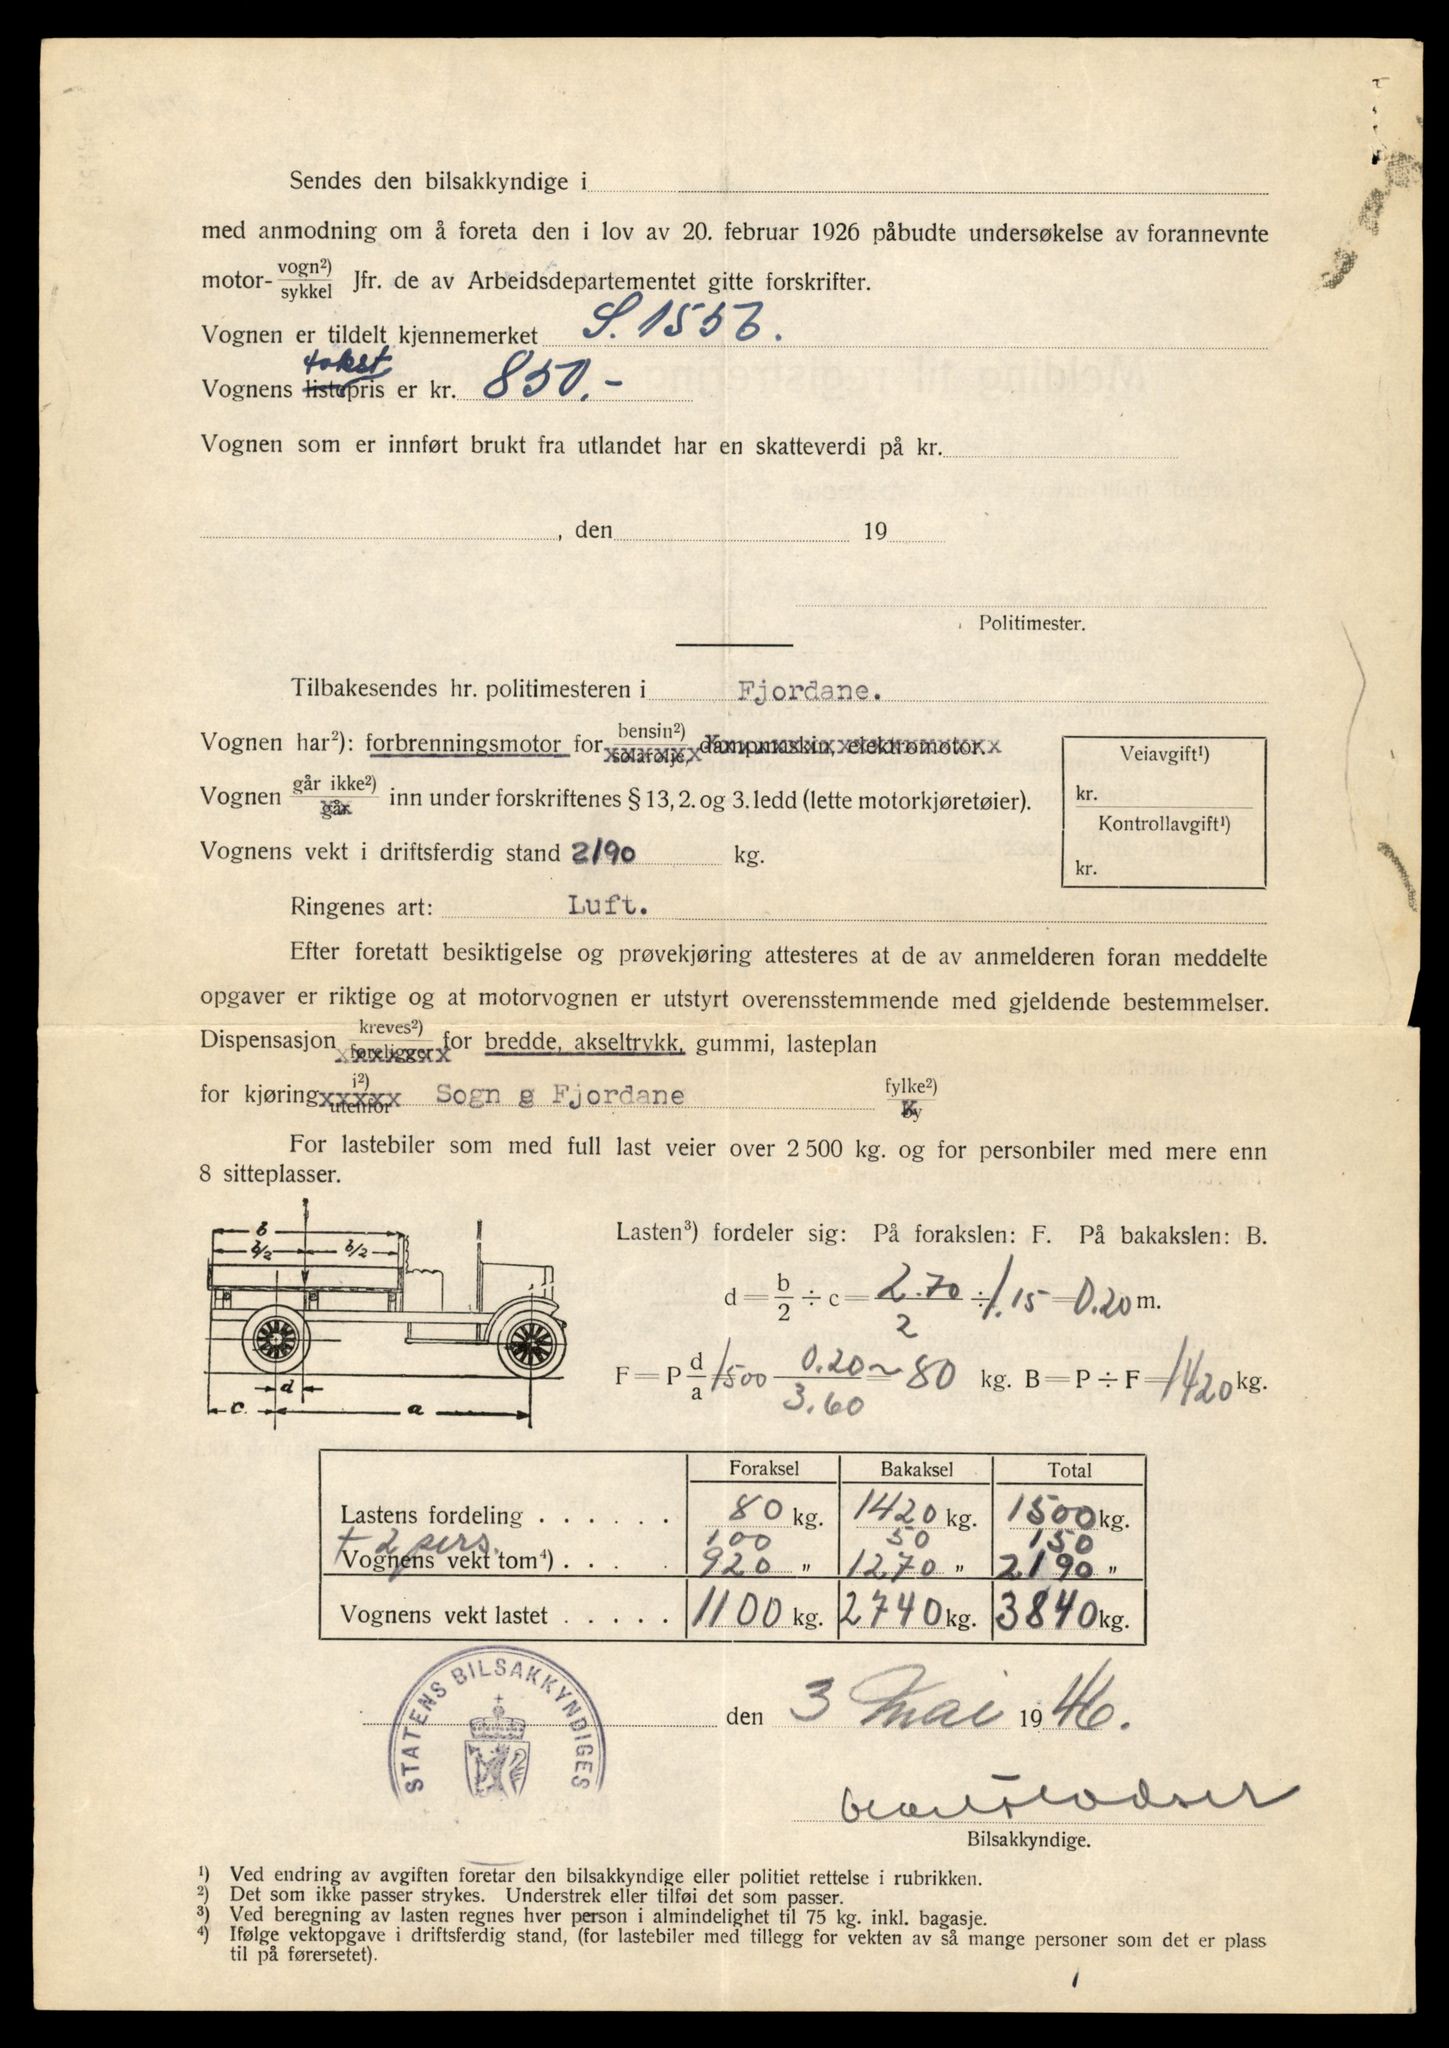 Sendes den bilsakkyndige i
med anmodning om å foreta den i lov av 20. februar 1926 påbudte undersøkelse av forannevnte
motor- vogn²) / sykkel Jfr. de av Arbeidsdepartementet gitte forskrifter.
Vognen er tildelt kjennemerket S. 1556.
takst
Vognens listepris er kr. 850.-
Vognen som er innført brukt fra utlandet har en skatteverdi på kr.
, den 19
Politimester.
Tilbakesendes hr. politimesteren i Fjordane.
Vognen har²): forbrenningsmotor for bensin²) / solarolje, dampmaskin, elektromotor.
Vognen går ikke²) / går inn under forskriftenes § 13, 2. og 3. ledd (lette motorkjøretøier).
Veiavgift¹)
kr.
Kontrollavgift¹)
kr.
Vognens vekt i driftsferdig stand 2190 kg.
Ringenes art: Luft.
Efter foretatt besiktigelse og prøvekjøring attesteres at de av anmelderen foran meddelte
opgaver er riktige og at motorvognen er utstyrt overensstemmende med gjeldende bestemmelser.
Dispensasjon kreves²) / foreligger for bredde, akseltrykk, gummi, lasteplan
for kjøring i²) / utenfor Sogn g Fjordane fylke²) / by
For lastebiler som med full last veier over 2 500 kg. og for personbiler med mere enn
8 sitteplasser.
b
b/2 b/2
d
c a
Lasten³) fordeler sig: På forakslen: F. På bakakslen: B.
d = b/2 ÷ c = 2.70/2 ÷ 1.15 = 0.20 m.
F = P d/a = 1500 0.20/3.60 ~ 80 kg. B = P ÷ F = 1420 kg.
Foraksel Bakaksel Total
Lastens fordeling . . . . . . 80 kg. 1420 kg. 1500 kg.
+ 2 pers. 100 50 150
Vognens vekt tom⁴) . . . . 920 " 1270 " 2190 "
Vognens vekt lastet . . . . . 1100 kg. 2740 kg. 3840 kg.
STATENS BILSAKKYNDIGES
den 3 Mai 1946.
Bilsakkyndige.
¹) Ved endring av avgiften foretar den bilsakkyndige eller politiet rettelse i rubrikken.
²) Det som ikke passer strykes. Understrek eller tilføi det som passer.
³) Ved beregning av lasten regnes hver person i almindelighet til 75 kg. inkl. bagasje.
⁴) Ifølge vektopgave i driftsferdig stand, (for lastebiler med tillegg for vekten av så mange personer som det er plass
til på førersetet).